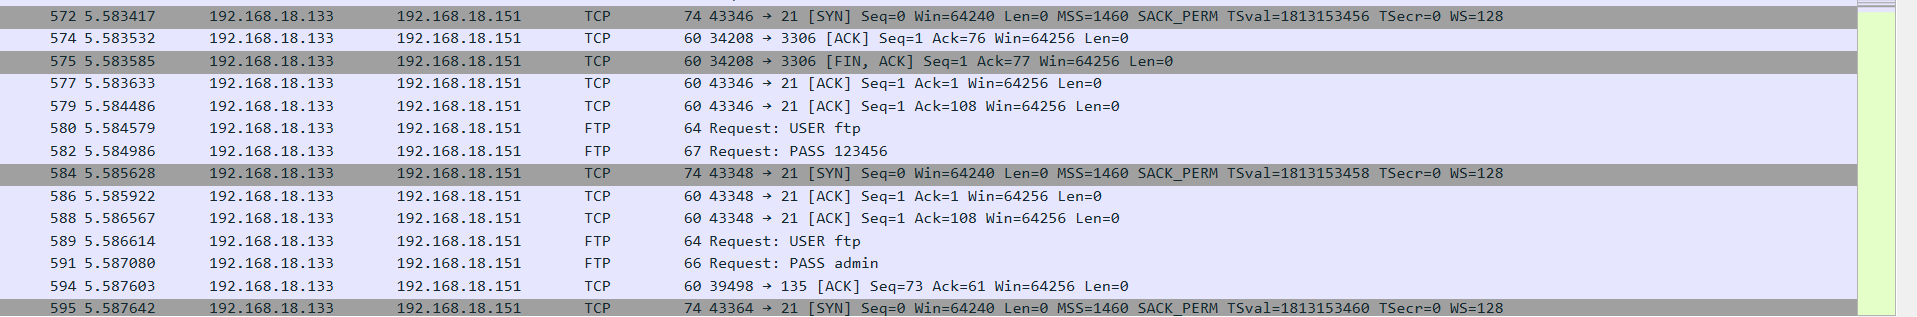 572 5.583417 192.168.18.133 192.168.18.151 TCP 74 43346 → 21 [SYN] Seq=0 Win=64240 Len=0 MSS=1460 SACK_PERM TSval=1813153456 TSecr=0 WS=128
574 5.583532 192.168.18.133 192.168.18.151 TCP 60 34208 → 3306 [ACK] Seq=1 Ack=76 Win=64256 Len=0
575 5.583585 192.168.18.133 192.168.18.151 TCP 60 34208 → 3306 [FIN, ACK] Seq=1 Ack=77 Win=64256 Len=0
577 5.583633 192.168.18.133 192.168.18.151 TCP 60 43346 → 21 [ACK] Seq=1 Ack=1 Win=64256 Len=0
579 5.584486 192.168.18.133 192.168.18.151 TCP 60 43346 → 21 [ACK] Seq=1 Ack=108 Win=64256 Len=0
580 5.584579 192.168.18.133 192.168.18.151 FTP 64 Request: USER ftp
582 5.584986 192.168.18.133 192.168.18.151 FTP 67 Request: PASS 123456
584 5.585628 192.168.18.133 192.168.18.151 TCP 74 43348 → 21 [SYN] Seq=0 Win=64240 Len=0 MSS=1460 SACK_PERM TSval=1813153458 TSecr=0 WS=128
586 5.585922 192.168.18.133 192.168.18.151 TCP 60 43348 → 21 [ACK] Seq=1 Ack=1 Win=64256 Len=0
588 5.586567 192.168.18.133 192.168.18.151 TCP 60 43348 → 21 [ACK] Seq=1 Ack=108 Win=64256 Len=0
589 5.586614 192.168.18.133 192.168.18.151 FTP 64 Request: USER ftp
591 5.587080 192.168.18.133 192.168.18.151 FTP 66 Request: PASS admin
594 5.587603 192.168.18.133 192.168.18.151 TCP 60 39498 → 135 [ACK] Seq=73 Ack=61 Win=64256 Len=0
595 5.587642 192.168.18.133 192.168.18.151 TCP 74 43364 → 21 [SYN] Seq=0 Win=64240 Len=0 MSS=1460 SACK_PERM TSval=1813153460 TSecr=0 WS=128